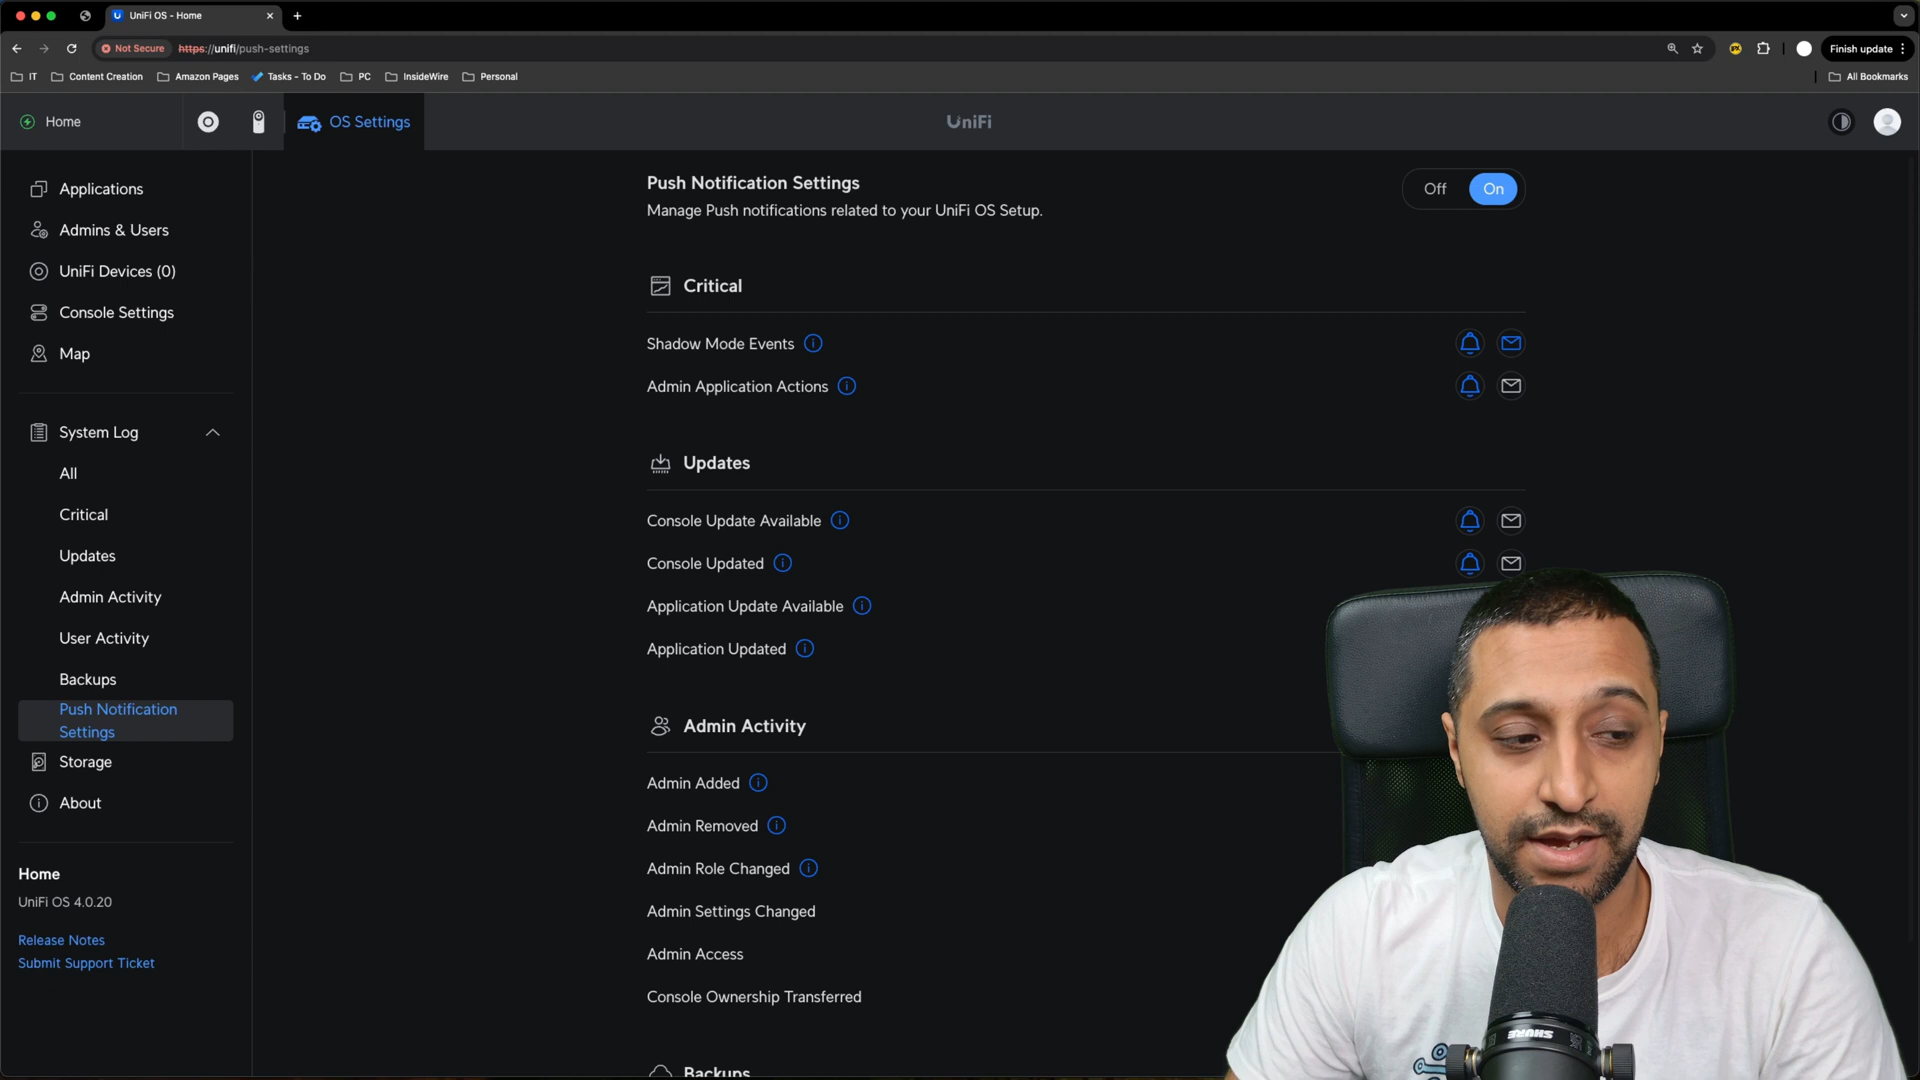 UniFi OS - Home
Not Secure https://unifi/push-settings
Finish update
IT Content Creation Amazon Pages Tasks - To Do PC InsideWire Personal All Bookmarks
Home OS Settings UniFi
Applications
Admins & Users
UniFi Devices (0)
Console Settings
Map
System Log
All
Critical
Updates
Admin Activity
User Activity
Backups
Push Notification
Settings
Storage
About
Home
UniFi OS 4.0.20
Release Notes
Submit Support Ticket
Push Notification Settings
Off On
Manage Push notifications related to your UniFi OS Setup.
Critical
Shadow Mode Events
Admin Application Actions
Updates
Console Update Available
Console Updated
Application Update Available
Application Updated
Admin Activity
Admin Added
Admin Removed
Admin Role Changed
Admin Settings Changed
Admin Access
Console Ownership Transferred
Backups
SHURE